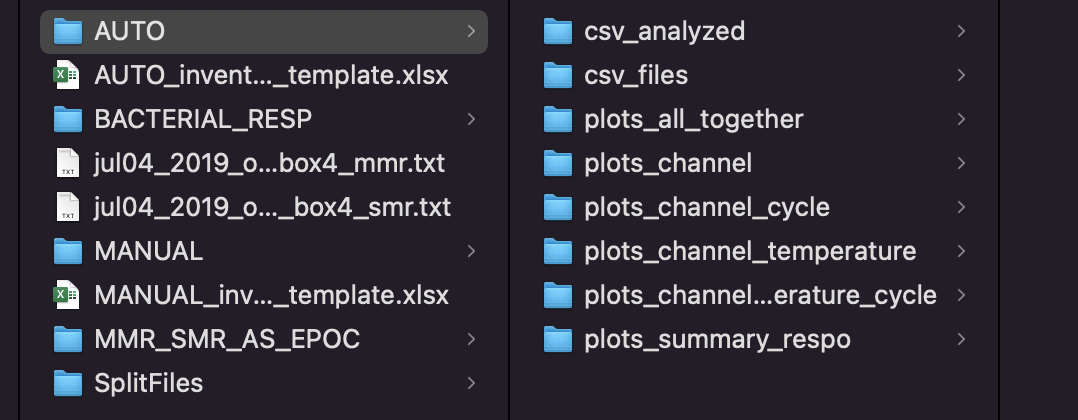 AUTO
AUTO_invent..._template.xlsx
BACTERIAL_RESP
jul04_2019_o...box4_mmr.txt
jul04_2019_o..._box4_smr.txt
MANUAL
MANUAL_inv..._template.xlsx
MMR_SMR_AS_EPOC
SplitFiles
csv_analyzed
csv_files
plots_all_together
plots_channel
plots_channel_cycle
plots_channel_temperature
plots_channel...erature_cycle
plots_summary_respo